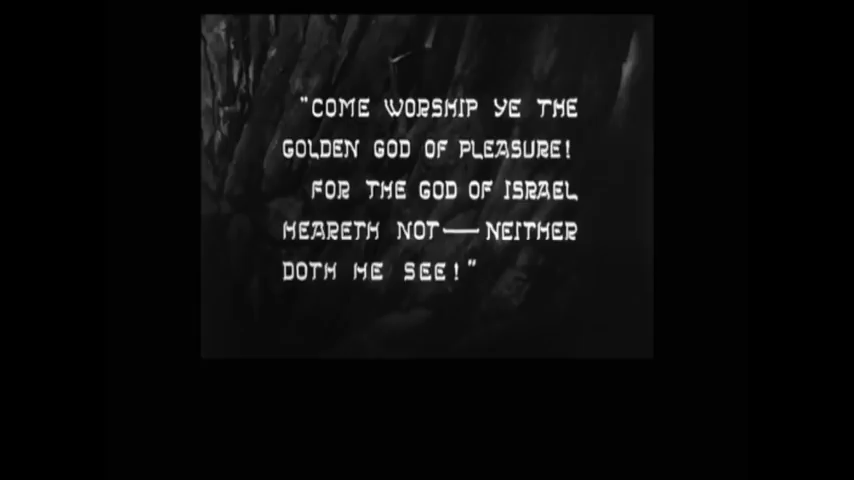 "COME WORSHIP YE THE
GOLDEN GOD OF PLEASURE!
FOR THE GOD OF ISRAEL
HEARETH NOT—NEITHER
DOTH HE SEE!"